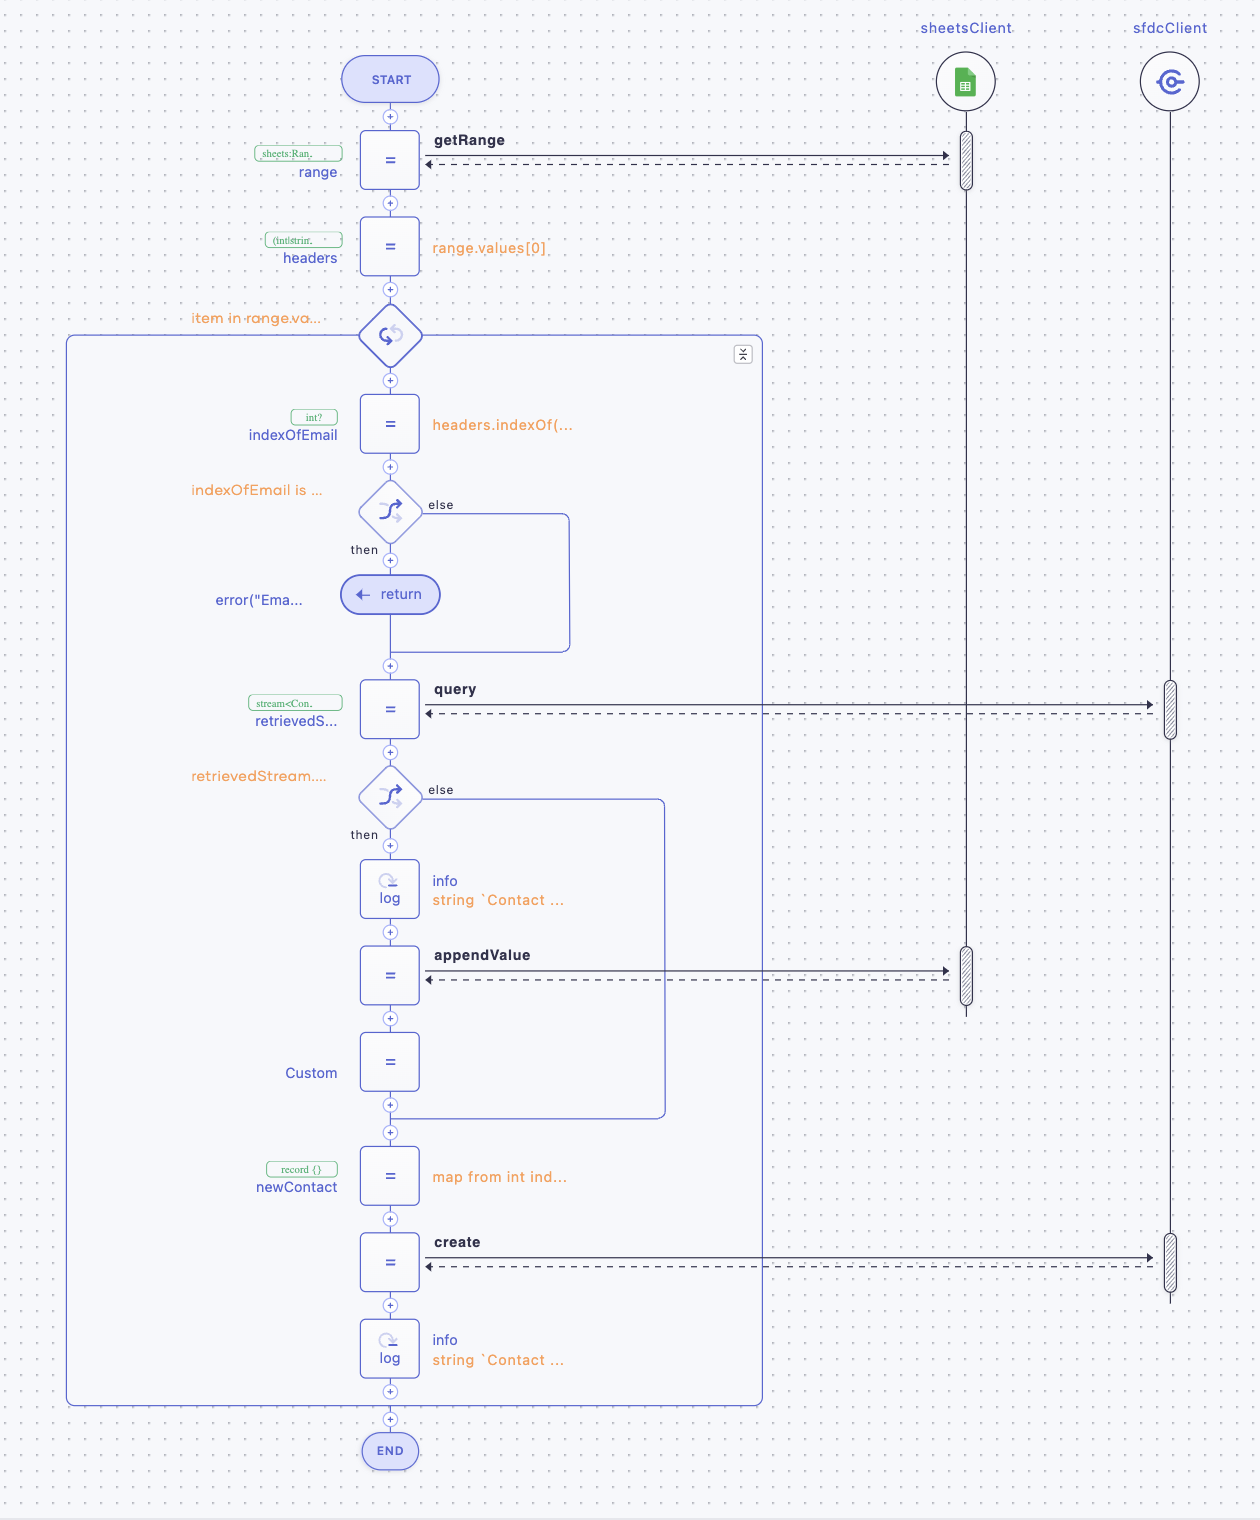 sheetsClient
sfdcClient
START
getRange
sheets:Ran.
=
range
(int|strin.
=
range.values[0]
headers
item in range.va...
int?
=
headers.indexOf(...
indexOfEmail
indexOfEmail is ...
else
then
return
error("Ema...
query
stream<Con.
=
retrievedS...
retrievedStream....
else
then
info
log
string `Contact ...
appendValue
=
=
Custom
record {}
=
map from int ind...
newContact
create
=
info
log
string `Contact ...
END